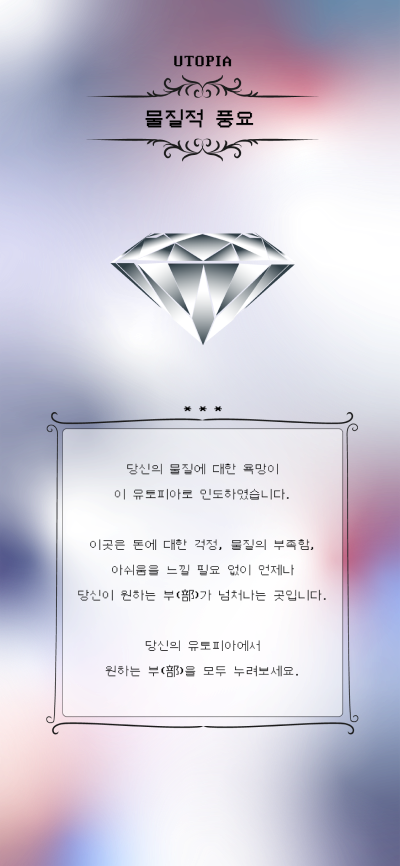 UTOPIA
물질적 풍요
* * *
당신의 물질에 대한 욕망이
이 유토피아로 인도하였습니다.
이곳은 돈에 대한 걱정, 물질의 부족함,
아쉬움을 느낄 필요 없이 언제나
당신이 원하는 부(部)가 넘쳐나는 곳입니다.
당신의 유토피아에서
원하는 부(部)을 모두 누려보세요.